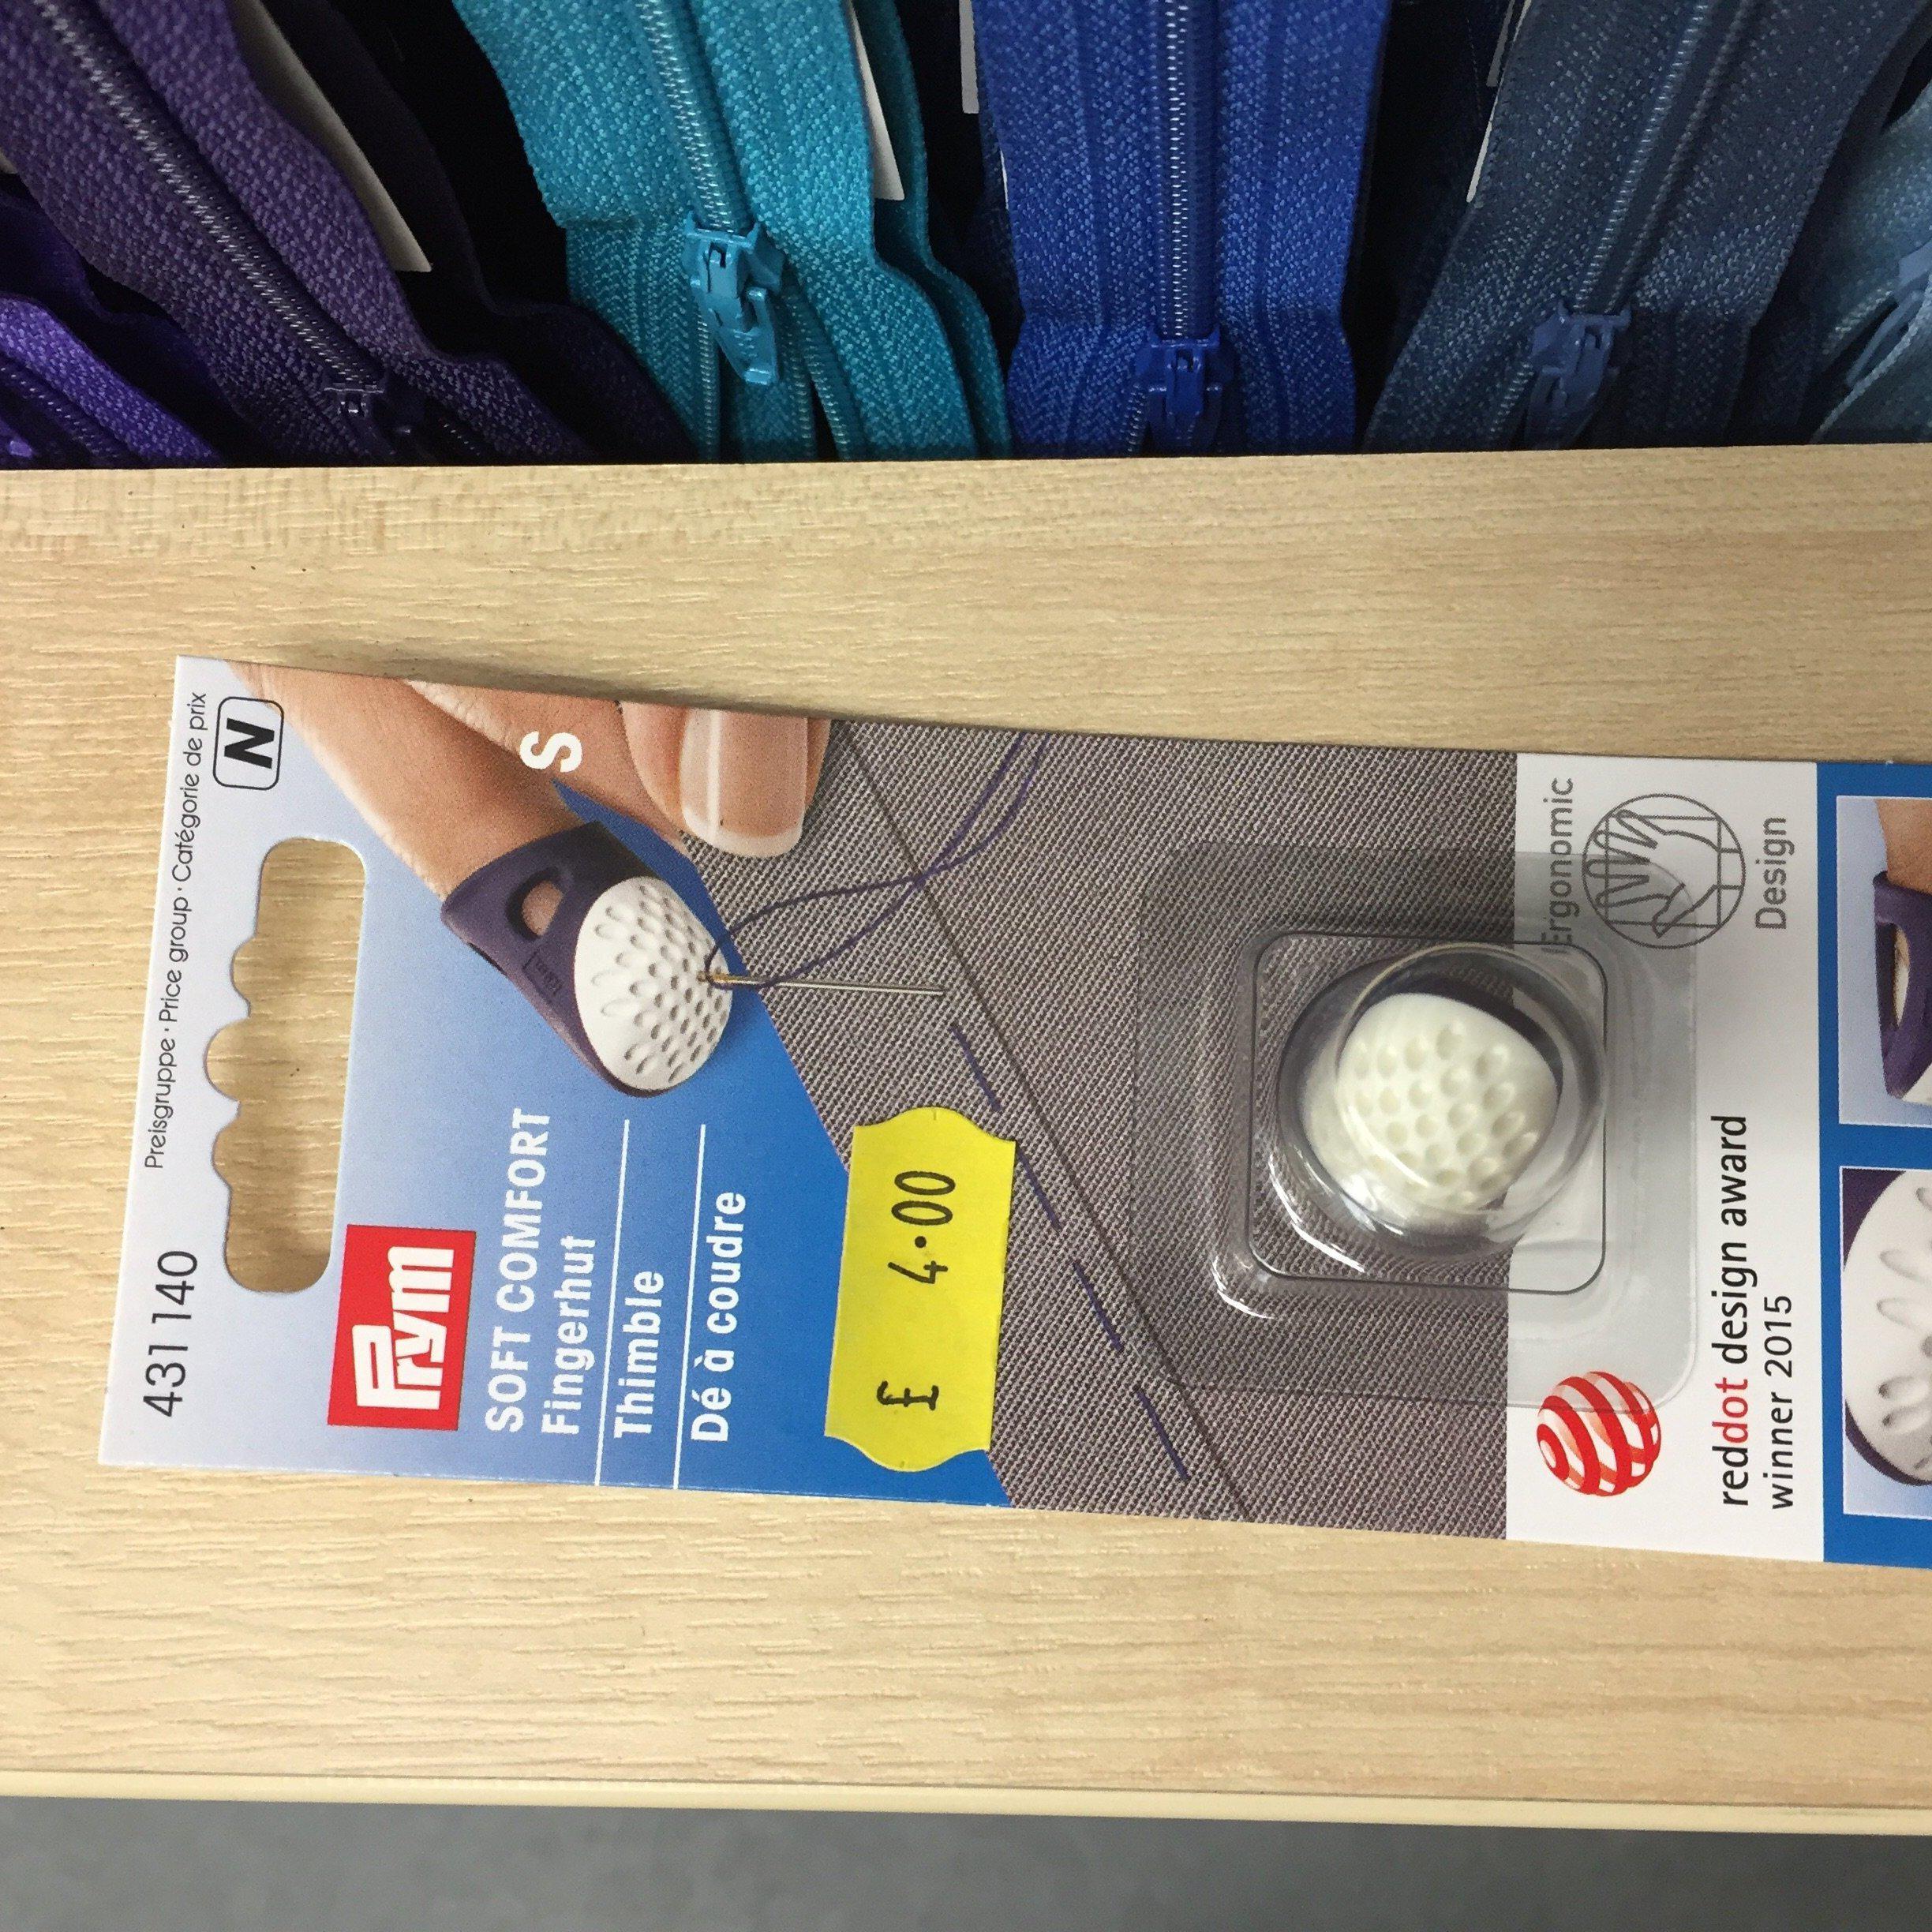 431 140
Preisgruppe · Price group · Catégorie de prix
N
Prym
SOFT COMFORT
Fingerhut
Thimble
Dé à coudre
S
£ 4.00
Ergonomic
Design
reddot design award
winner 2015